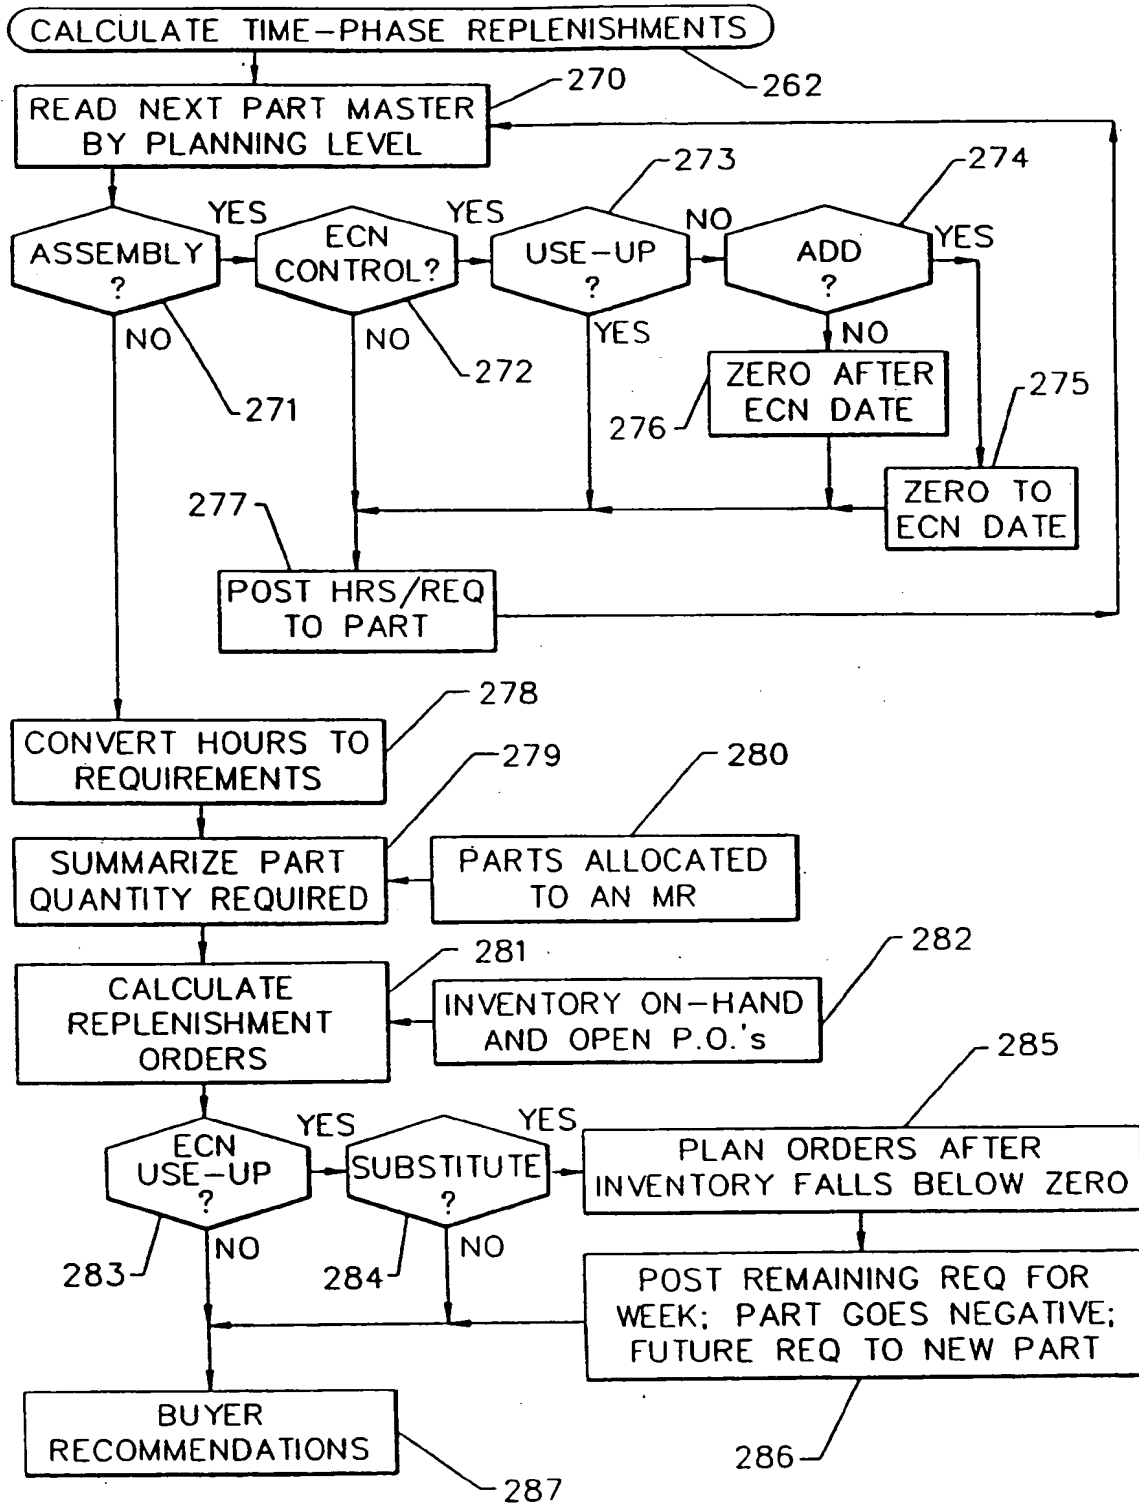 CALCULATE TIME-PHASE REPLENISHMENTS
262
270
READ NEXT PART MASTER
BY PLANNING LEVEL
273
274
YES
YES
NO
YES
ASSEMBLY
?
ECN
CONTROL?
USE-UP
?
ADD
?
NO
NO
YES
NO
271
272
276
ZERO AFTER
ECN DATE
275
ZERO TO
ECN DATE
277
POST HRS/REQ
TO PART
278
CONVERT HOURS TO
REQUIREMENTS
279
280
SUMMARIZE PART
QUANTITY REQUIRED
PARTS ALLOCATED
TO AN MR
281
282
CALCULATE
REPLENISHMENT
ORDERS
INVENTORY ON-HAND
AND OPEN P.O.'s
285
YES
YES
ECN
USE-UP
?
SUBSTITUTE
?
PLAN ORDERS AFTER
INVENTORY FALLS BELOW ZERO
NO
NO
283
284
POST REMAINING REQ FOR
WEEK; PART GOES NEGATIVE;
FUTURE REQ TO NEW PART
286
BUYER
RECOMMENDATIONS
287